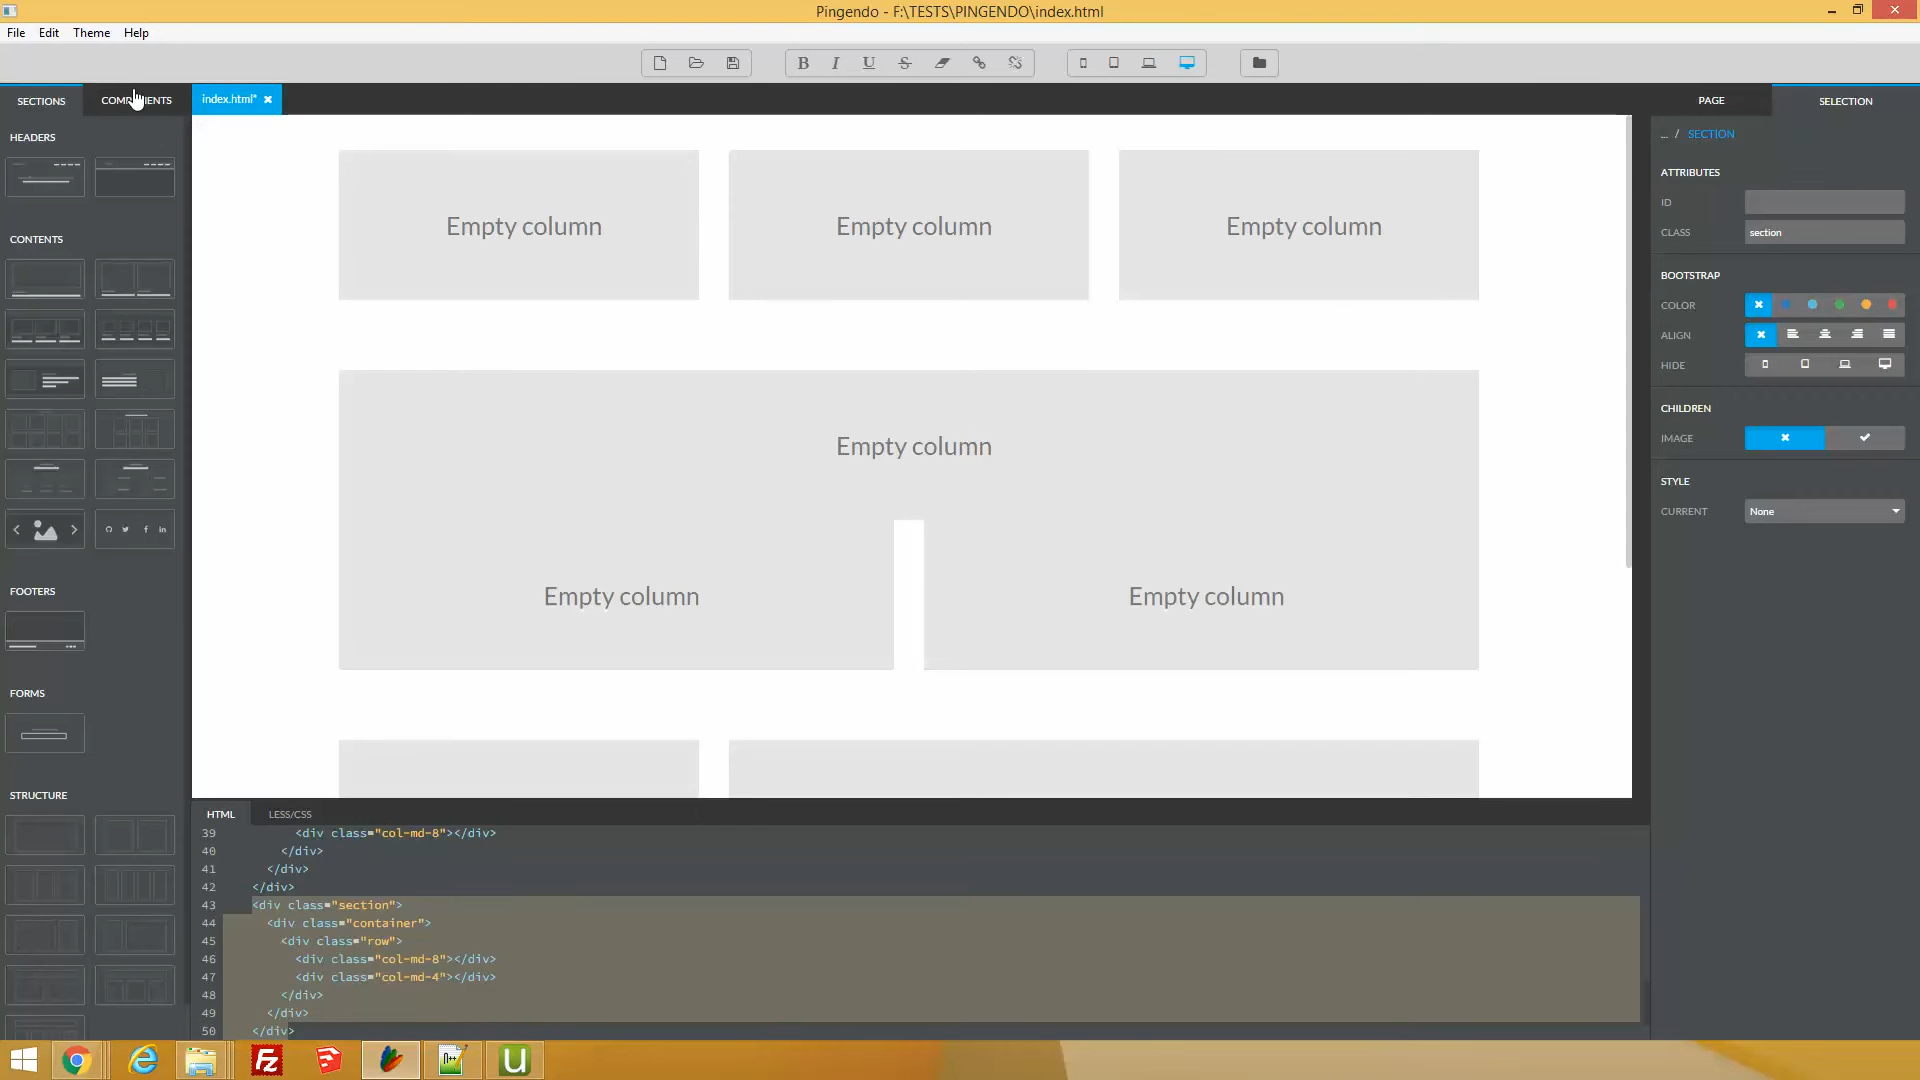 Pingendo - F:\TESTS\PINGENDO\index.html
File Edit Theme Help
B I U S
SECTIONS
index.html*
PAGE SELECTION
HEADERS
... / SECTION
ATTRIBUTES
ID
CLASS section
CONTENTS
BOOTSTRAP
COLOR
ALIGN
HIDE
CHILDREN
IMAGE
STYLE
CURRENT None
FOOTERS
FORMS
STRUCTURE
Empty column Empty column Empty column
Empty column
Empty column Empty column
HTML LESS/CSS
39 <div class="col-md-8"></div>
40 </div>
41 </div>
42 </div>
43 <div class="section">
44 <div class="container">
45 <div class="row">
46 <div class="col-md-8"></div>
47 <div class="col-md-4"></div>
48 </div>
49 </div>
50 </div>
Fz
n++
U